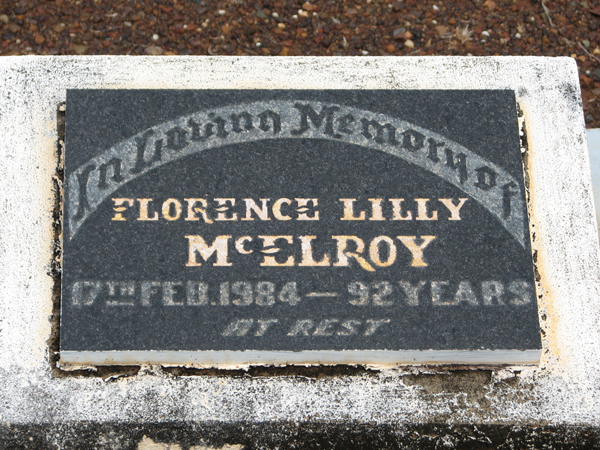 In Loving Memory of
FLORENCE LILLY
McELROY
17TH FEB. 1984 — 92 YEARS
AT REST